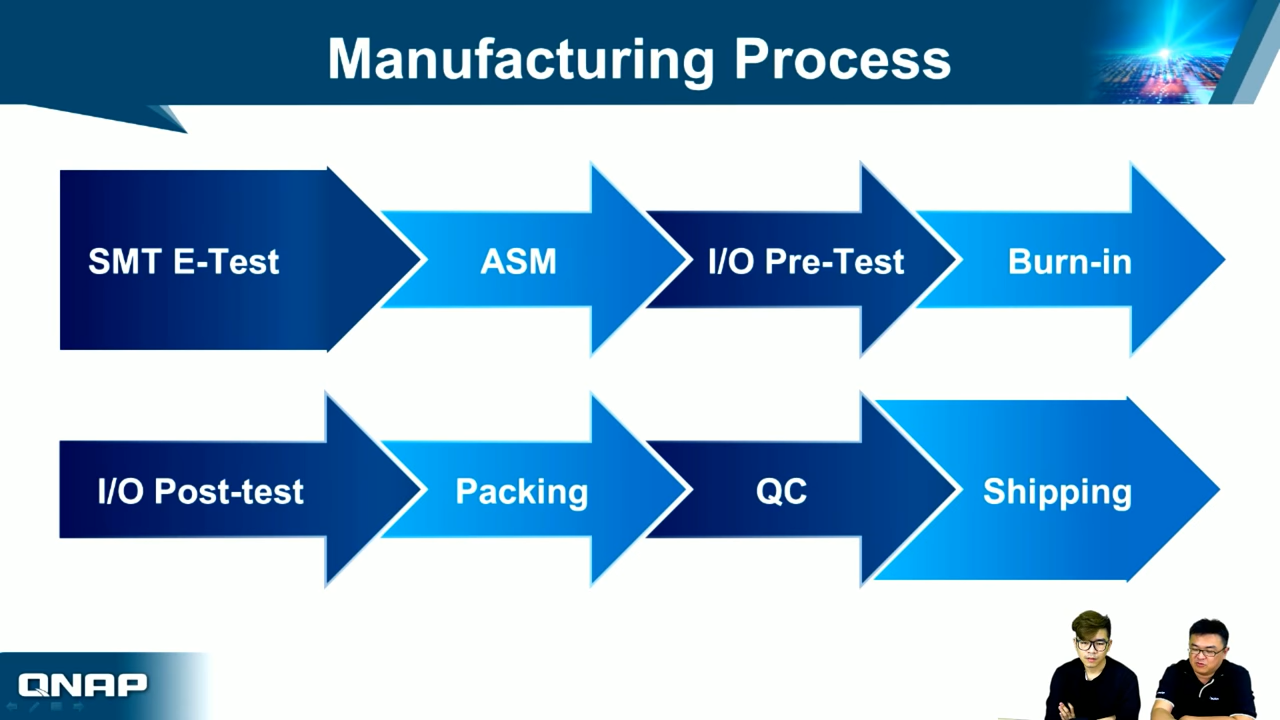 Manufacturing Process
SMT E-Test
ASM
I/O Pre-Test
Burn-in
I/O Post-test
Packing
QC
Shipping
QNAP